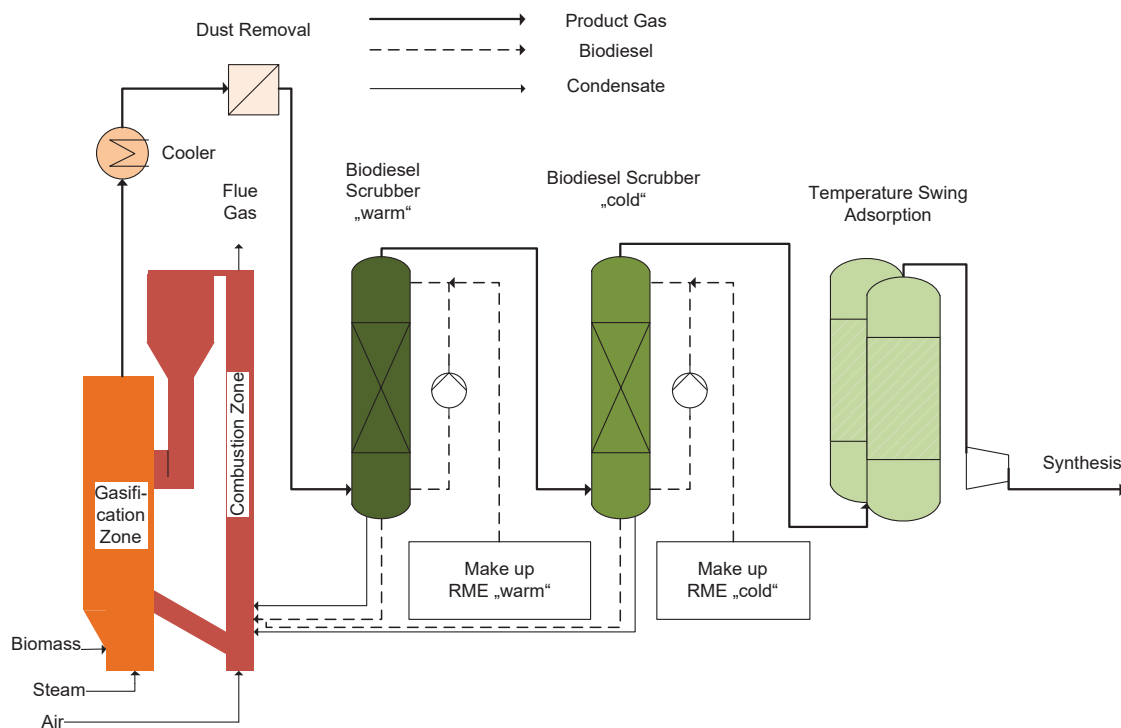 Product Gas
Dust Removal
Biodiesel
Condensate
Cooler
Biodiesel
Scrubber
„warm“
Biodiesel Scrubber
„cold“
Flue
Gas
Temperature Swing
Adsorption
Combustion Zone
Gasifi-
cation
Zone
Synthesis
Make up
RME „warm“
Make up
RME „cold“
Biomass
Steam
Air